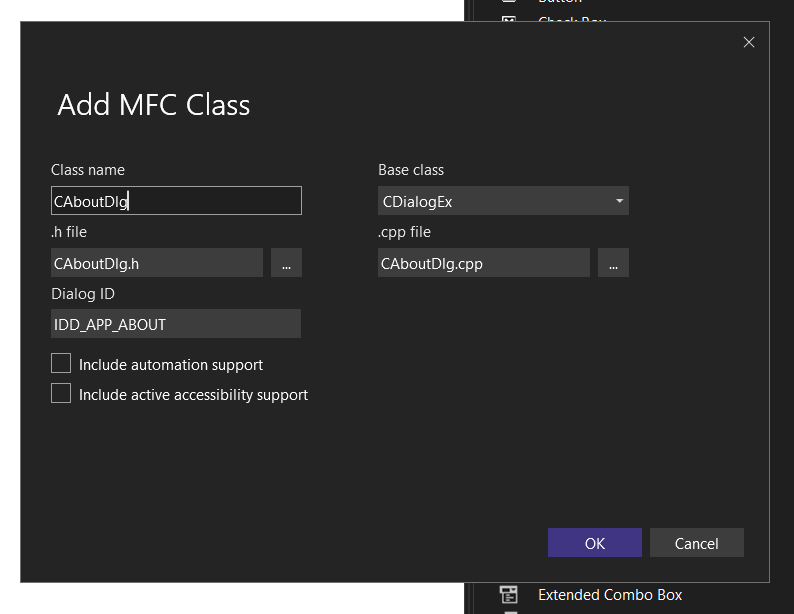 Button
Check Box
Add MFC Class
Class name
Base class
CAboutDlg
CDialogEx
.h file
.cpp file
CAboutDlg.h
...
CAboutDlg.cpp
...
Dialog ID
IDD_APP_ABOUT
Include automation support
Include active accessibility support
OK
Cancel
Extended Combo Box